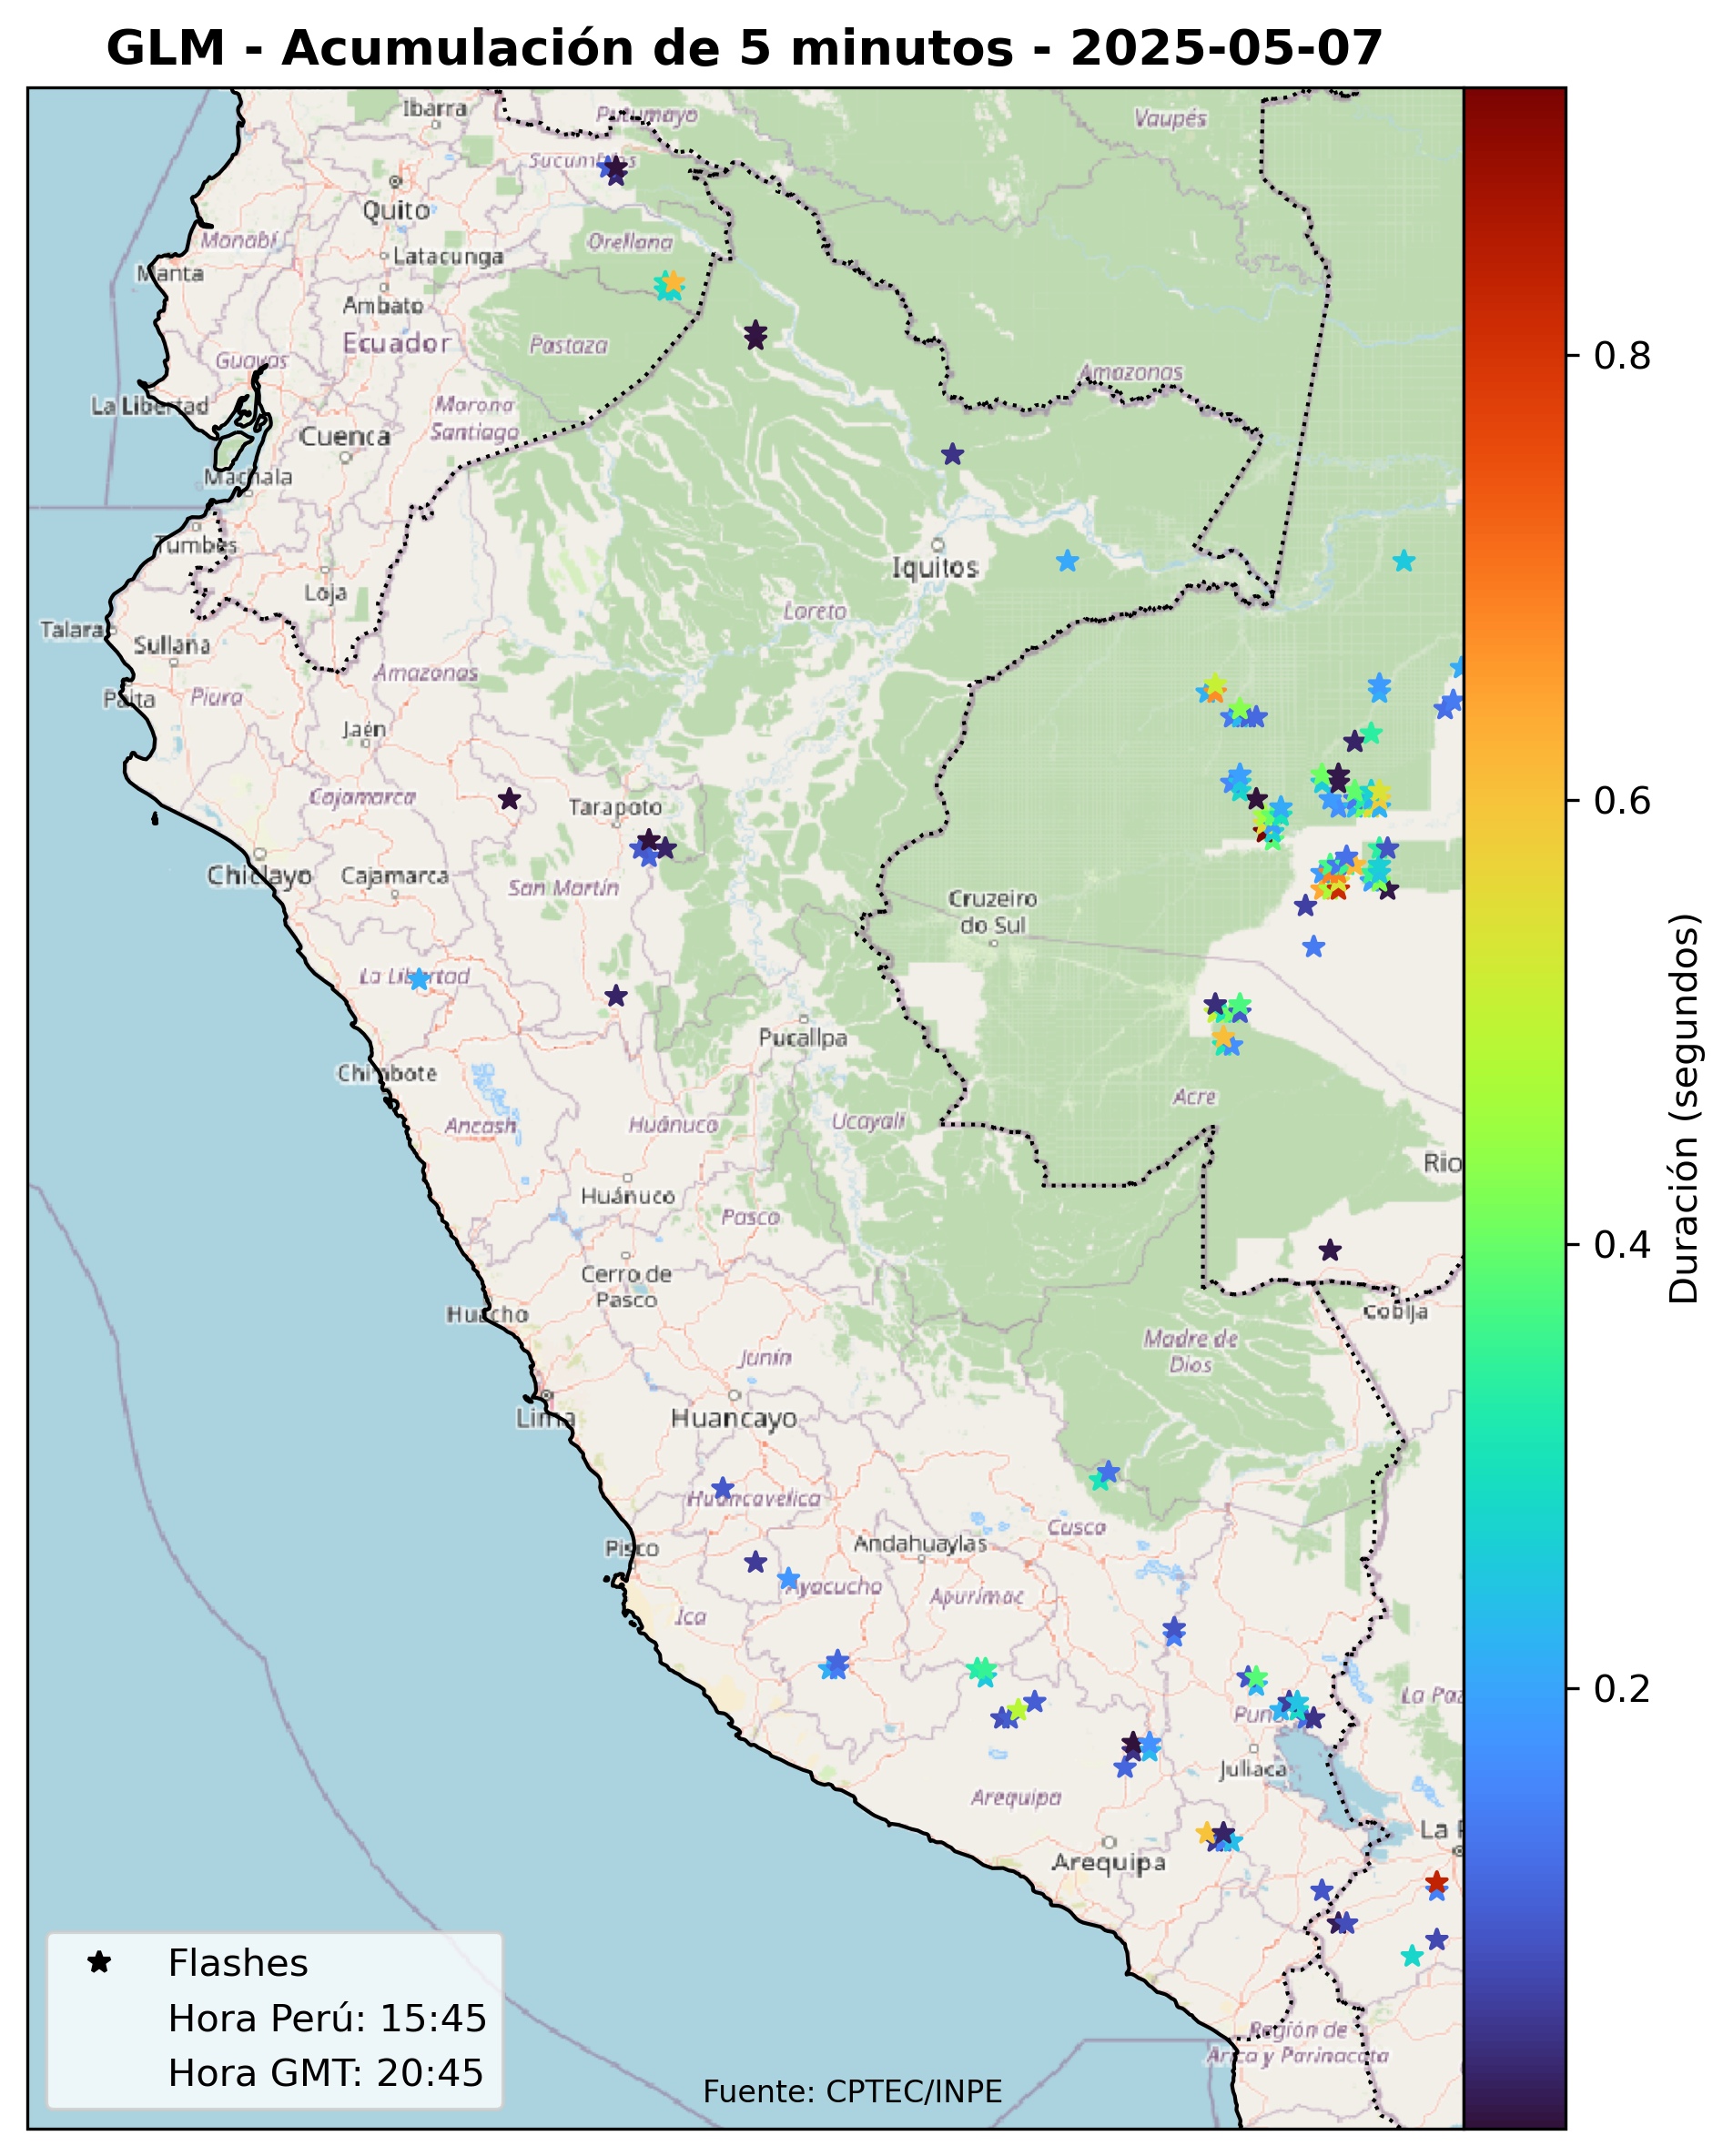 GLM - Acumulación de 5 minutos - 2025-05-07
Ibarra
Putumayo
Vaupés
Sucumbíos
Quito
Manabí
Orellana
Latacunga
Manta
Ambato
Ecuador
Pastaza
Guayas
Amazonas
La Libertad
Morona
Santiago
Cuenca
Machala
Tumbes
Iquitos
Loja
Loreto
Talara
Sullana
Amazonas
Paita
Piura
Jaén
Cajamarca
Tarapoto
Chiclayo
Cajamarca
San Martín
Cruzeiro
do Sul
La Libertad
Pucallpa
Chimbote
Acre
Ancash
Huánuco
Ucayali
Rio
Huánuco
Pasco
Cerro de
Pasco
Huacho
Cobija
Madre de
Dios
Junín
Lima
Huancayo
Huancavelica
Cusco
Pisco
Andahuaylas
Ayacucho
Apurímac
Ica
La Paz
Puno
Juliaca
Arequipa
La P
Arequipa
Región de
Arica y Parinacota
Flashes
Hora Perú: 15:45
Hora GMT: 20:45
Fuente: CPTEC/INPE
0.8
0.6
0.4
0.2
Duración (segundos)